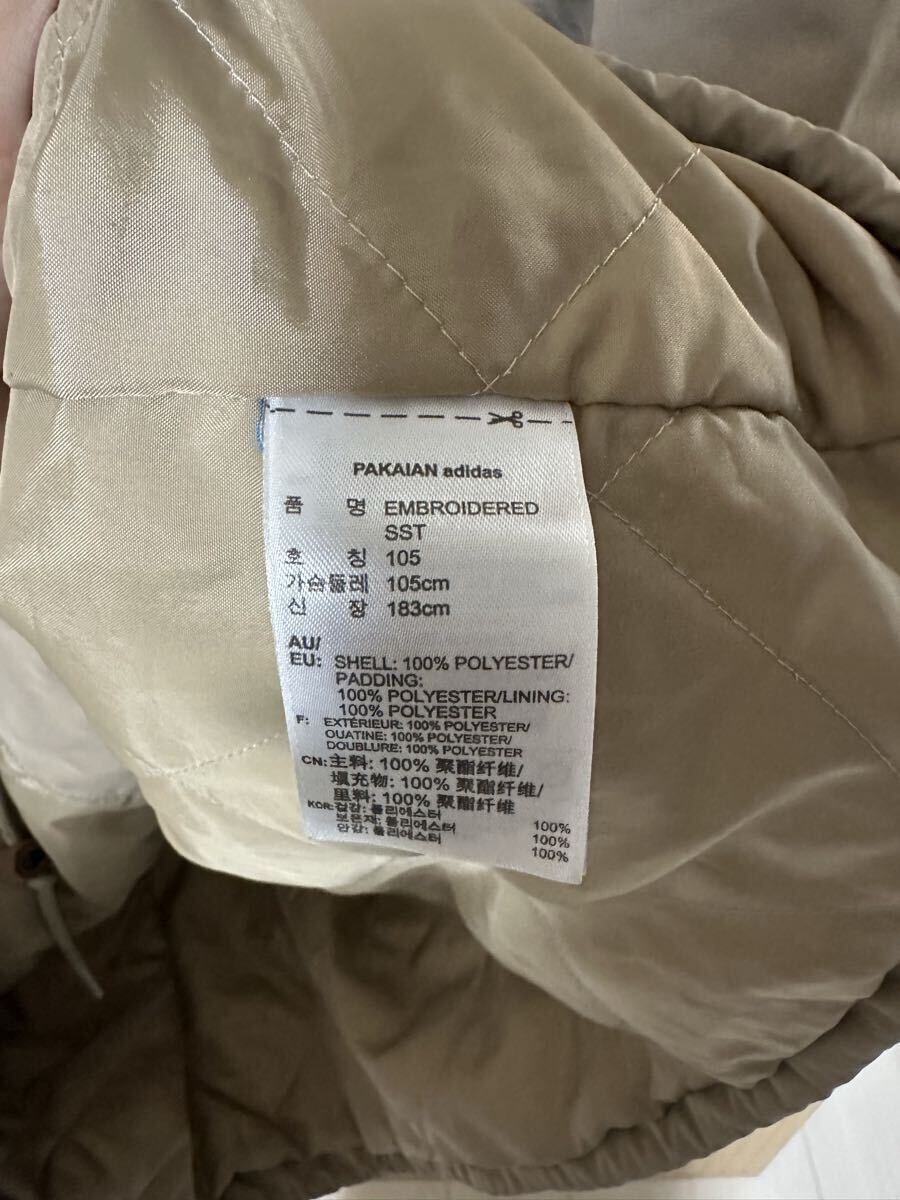 PAKAIAN adidas
품 명 EMBROIDERED
SST
호 칭 105
가슴둘레 105cm
신 장 183cm
AU/
EU: SHELL: 100% POLYESTER/
PADDING:
100% POLYESTER/LINING:
100% POLYESTER
F: EXTÉRIEUR: 100% POLYESTER/
OUATINE: 100% POLYESTER/
DOUBLURE: 100% POLYESTER
CN: 主料: 100% 聚酯纤维/
填充物: 100% 聚酯纤维/
里料: 100% 聚酯纤维
KOR: 겉감: 폴리에스터 100%
보온재: 폴리에스터 100%
안감: 폴리에스터 100%